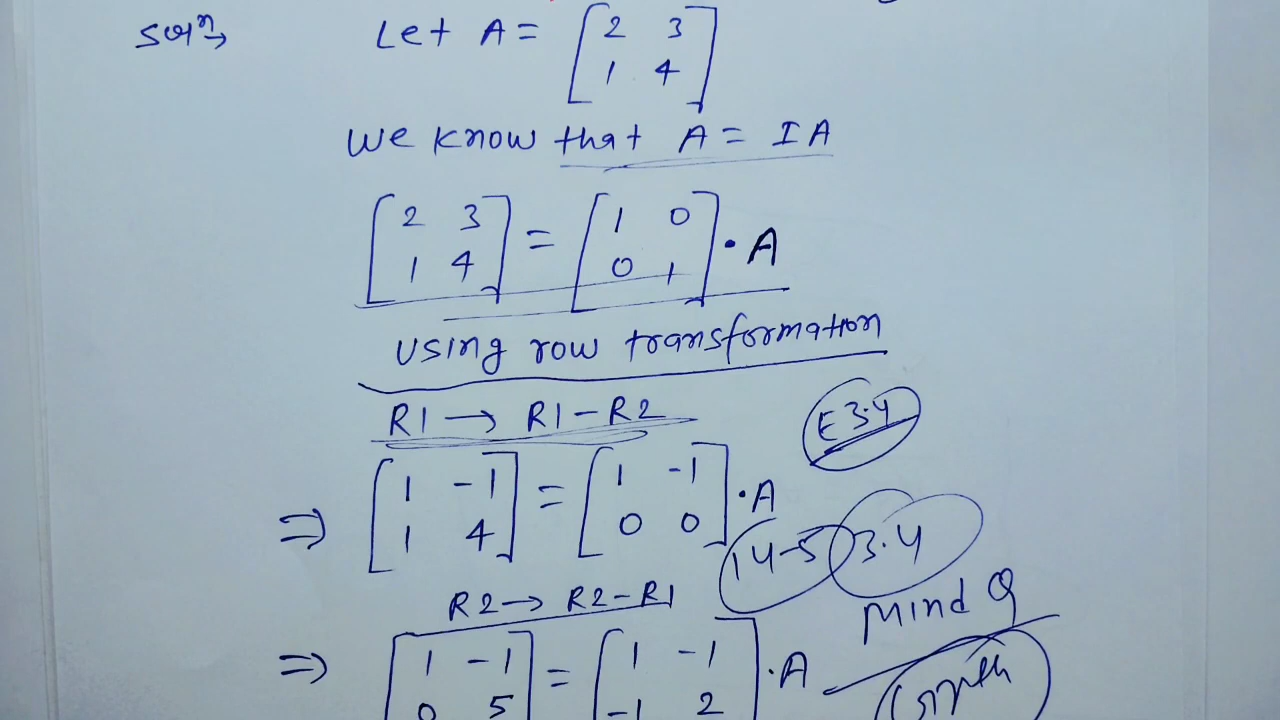 Solⁿ→ Let A = [ 2 3
1 4 ]
We know that A = IA
[ 2 3
1 4 ] = [ 1 0
0 1 ] · A
Using row transformation
R1 → R1 - R2
E 3.4
⇒ [ 1 -1
1 4 ] = [ 1 -1
0 0 ] · A
14-5 3.4
R2 → R2 - R1
Mind Q
⇒ [ 1 -1
0 5 ] = [ 1 -1
-1 2 ] · A